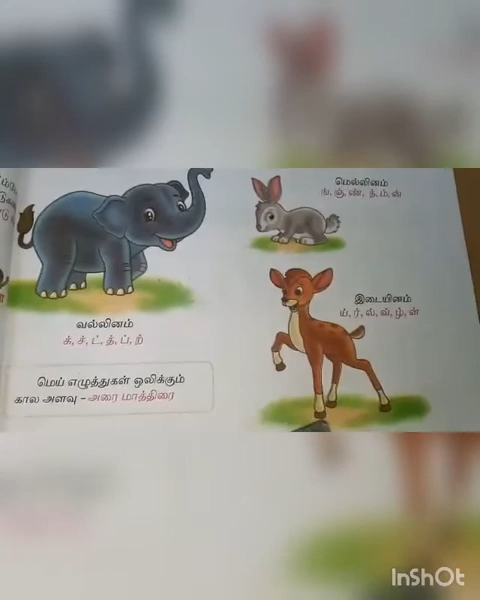 வல்லினம்
க், ச், ட், த், ப், ற்
மெய் எழுத்துகள் ஒலிக்கும்
கால அளவு – அரை மாத்திரை
மெல்லினம்
ங், ஞ், ண், ந், ம், ன்
இடையினம்
ய், ர், ல், வ், ழ், ள்
InShOt